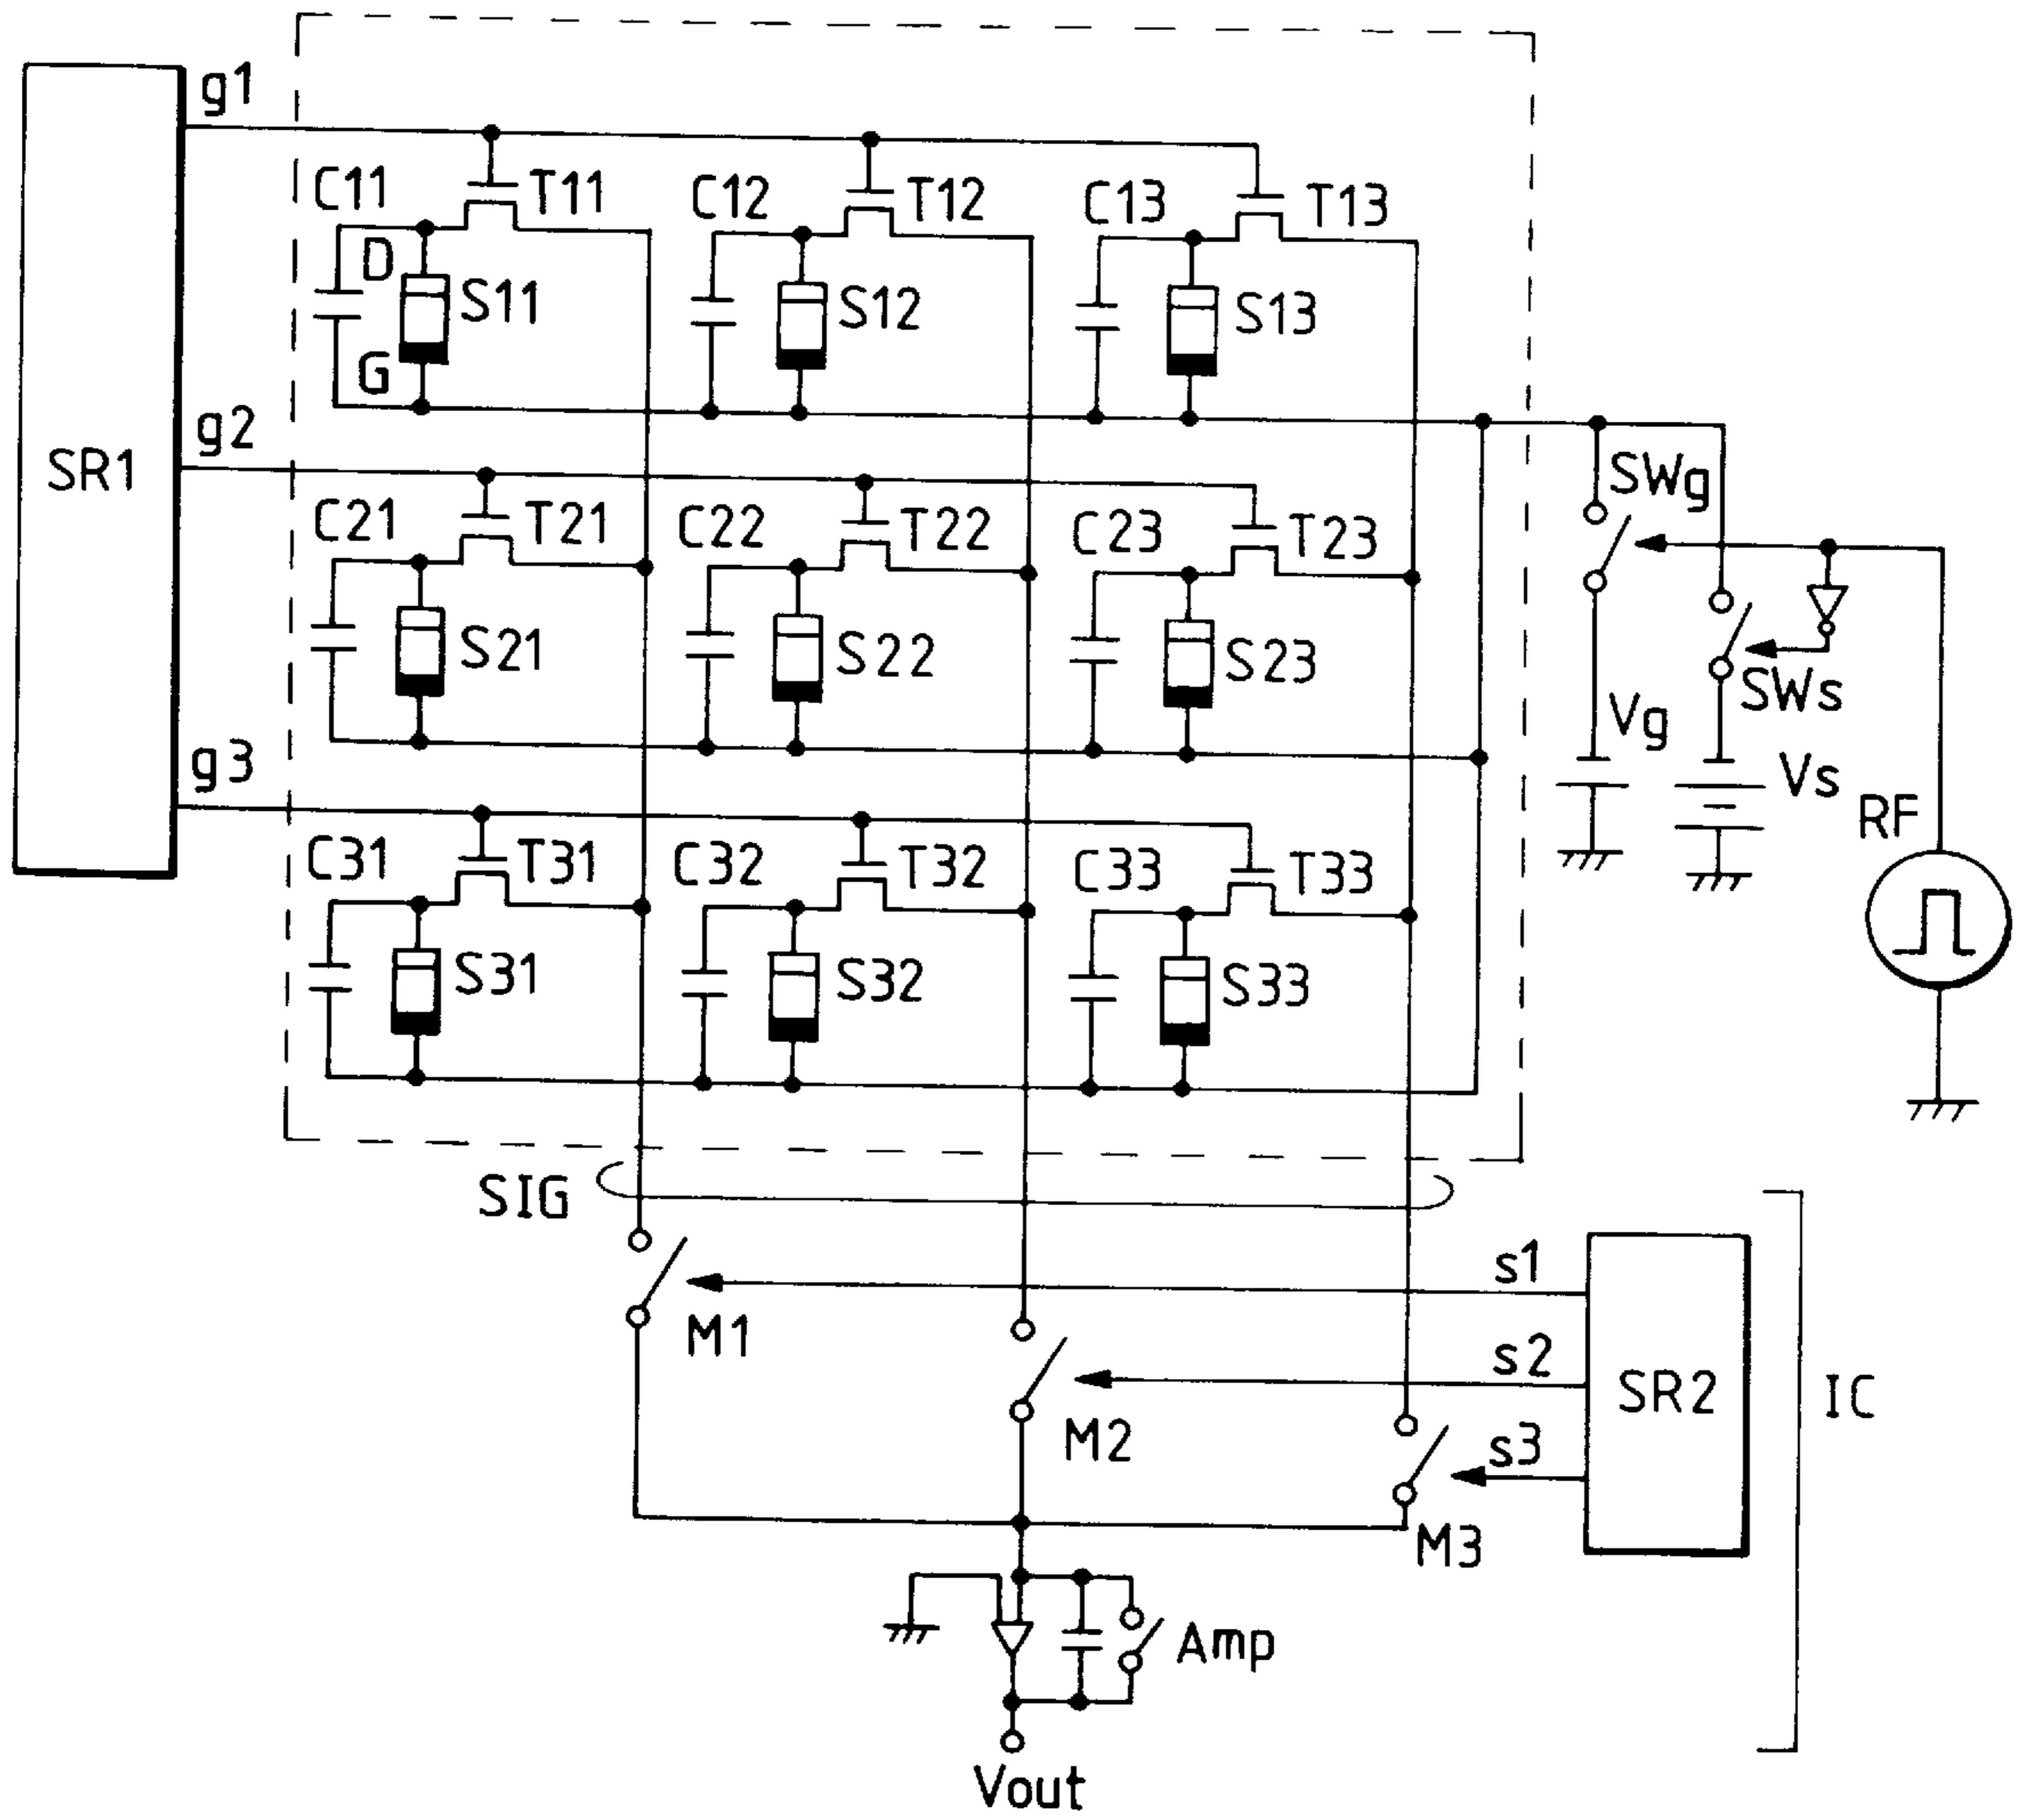 g1
C11
T11
C12
T12
C13
T13
D
S11
S12
S13
G
g2
SR1
SWg
C21
T21
C22
T22
C23
T23
S21
S22
S23
SWs
Vg
g3
Vs
RF
C31
T31
C32
T32
C33
T33
S31
S32
S33
SIG
s1
M1
s2
SR2
IC
M2
s3
M3
Amp
Vout